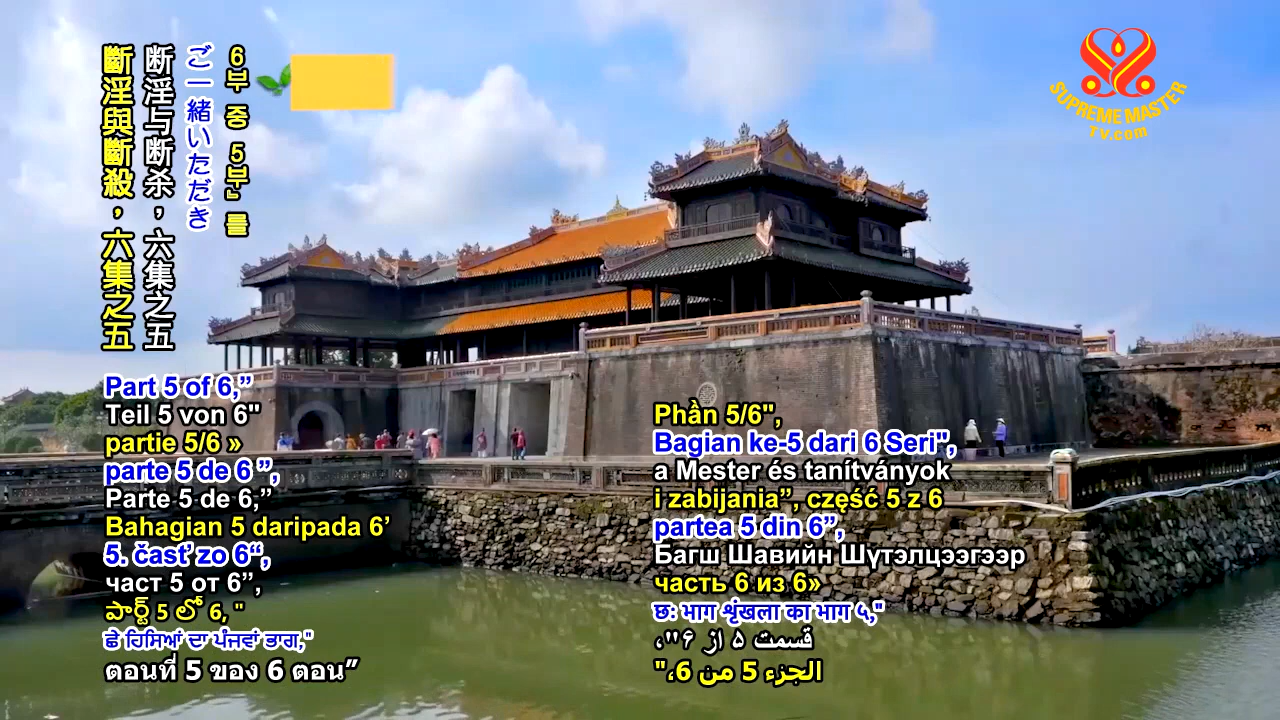 斷淫與斷殺，六集之五
断淫与断杀，六集之五
ご一緒いただき
6부 중 5부』를
SUPREME MASTER
TV.com
Part 5 of 6,”
Teil 5 von 6"
partie 5/6 »
parte 5 de 6 ”,
Parte 5 de 6,”
Bahagian 5 daripada 6’
5. časť zo 6“,
част 5 от 6”,
పార్ట్ 5 లో 6, "
ਛੇ ਹਿਸਿਆਂ ਦਾ ਪੰਜਵਾਂ ਭਾਗ,"
ตอนที่ 5 ของ 6 ตอน”
Phần 5/6",
Bagian ke-5 dari 6 Seri",
a Mester és tanítványok
i zabijania”, część 5 z 6
partea 5 din 6”,
Багш Шавийн Шүтэлцээгээр
часть 6 из 6»
छः भाग शृंखला का भाग ५,"
قسمت ۵ از ۶"،
الجزء 5 من 6،"